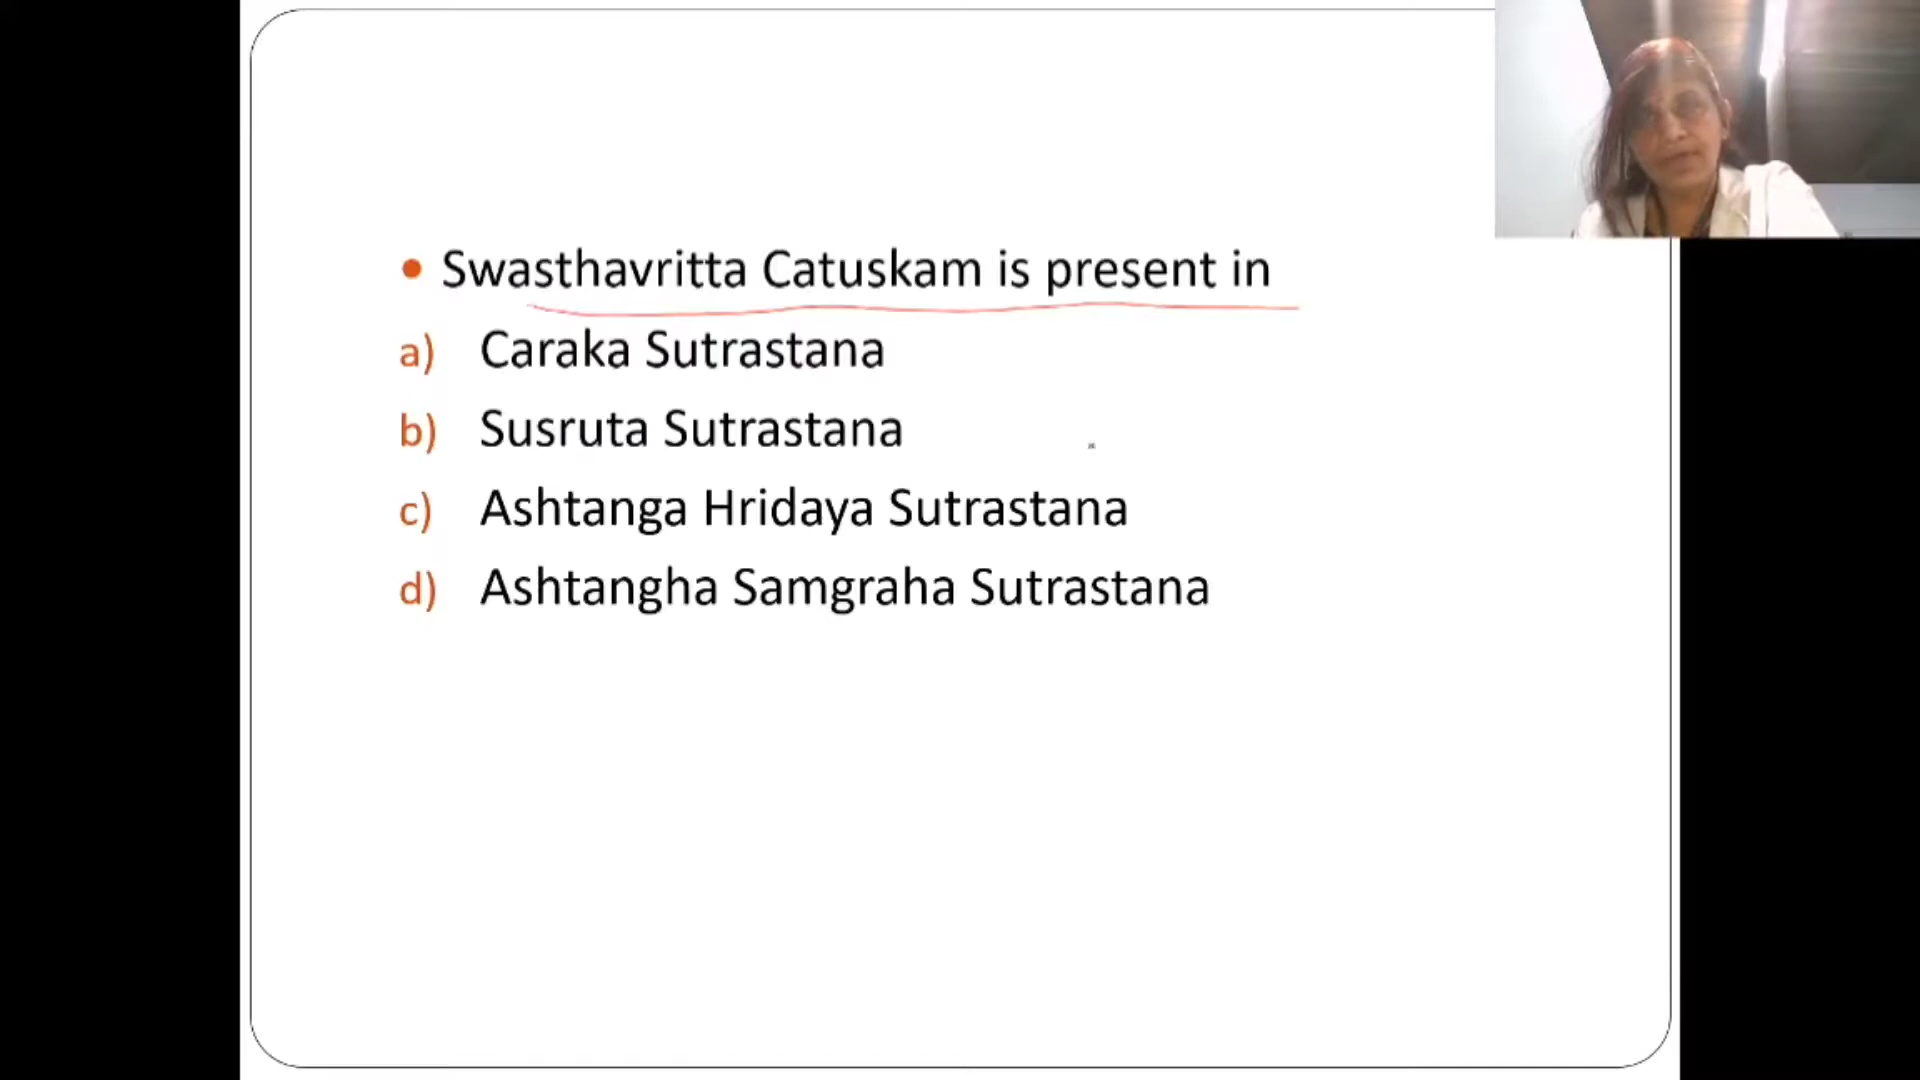 • Swasthavritta Catuskam is present in
a) Caraka Sutrastana
b) Susruta Sutrastana
c) Ashtanga Hridaya Sutrastana
d) Ashtangha Samgraha Sutrastana